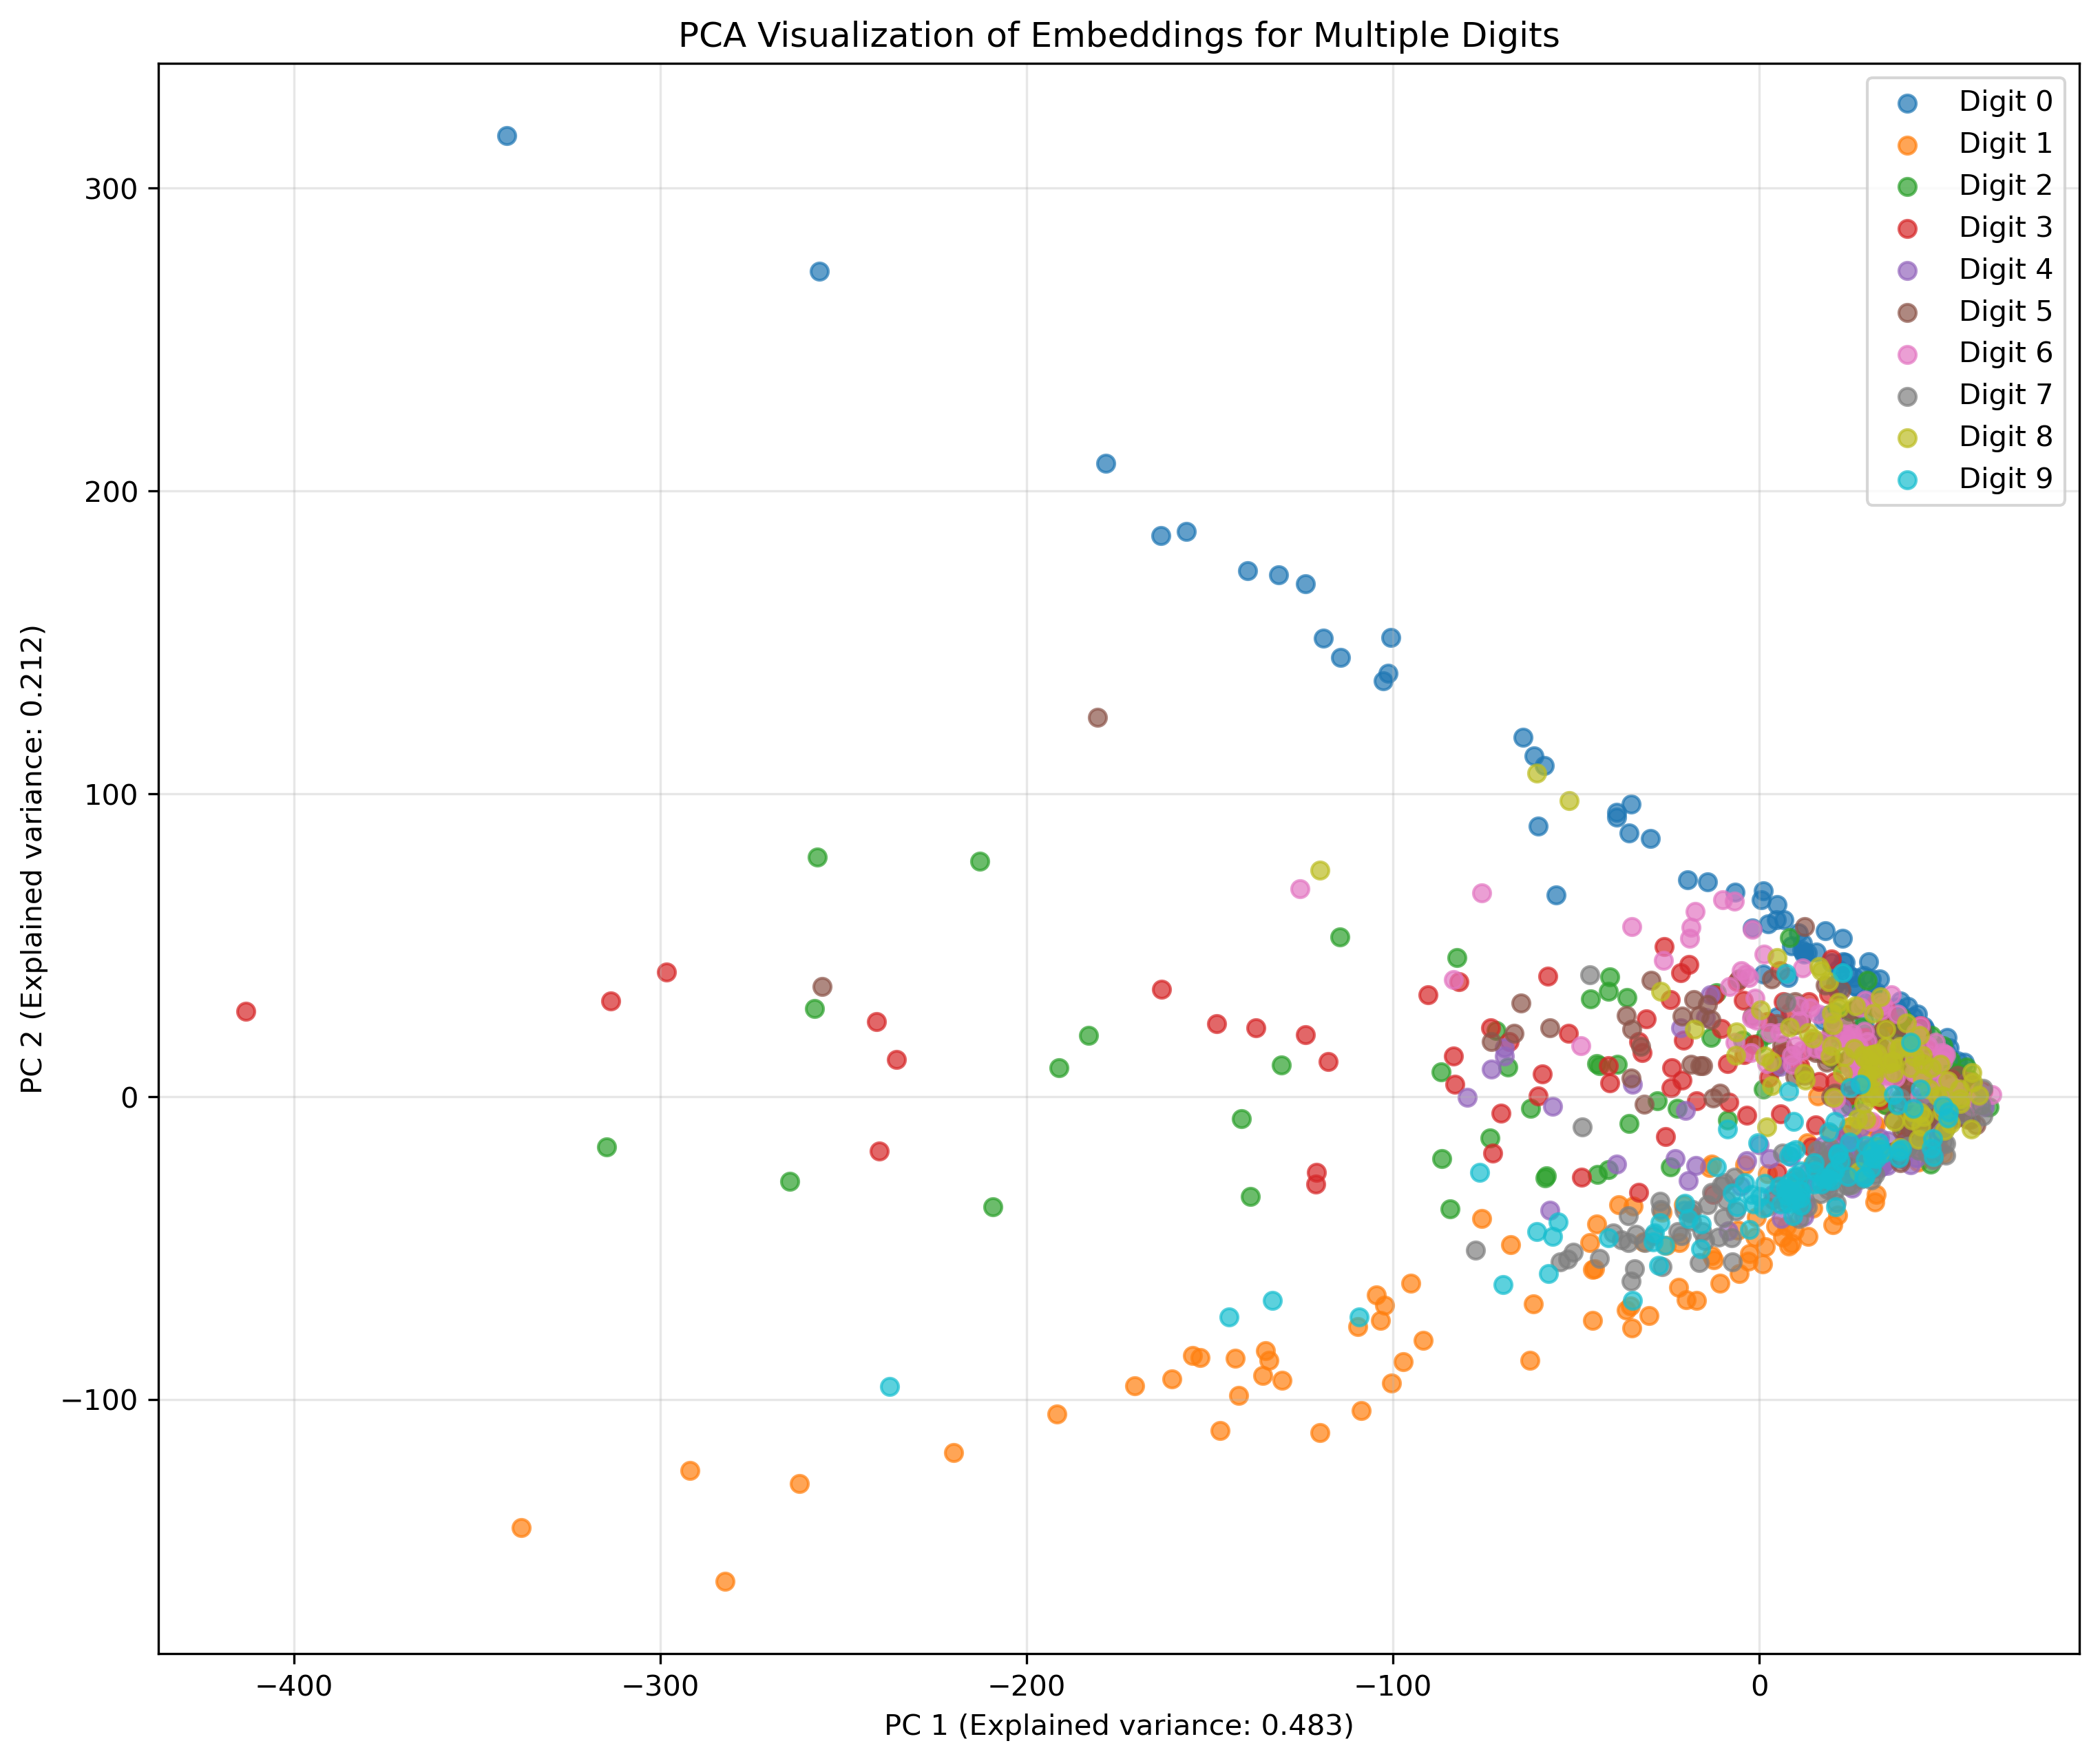 PCA Visualization of Embeddings for Multiple Digits
Digit 0
Digit 1
Digit 2
Digit 3
Digit 4
Digit 5
Digit 6
Digit 7
Digit 8
Digit 9
300
200
100
0
−100
PC 2 (Explained variance: 0.212)
−400
−300
−200
−100
0
PC 1 (Explained variance: 0.483)